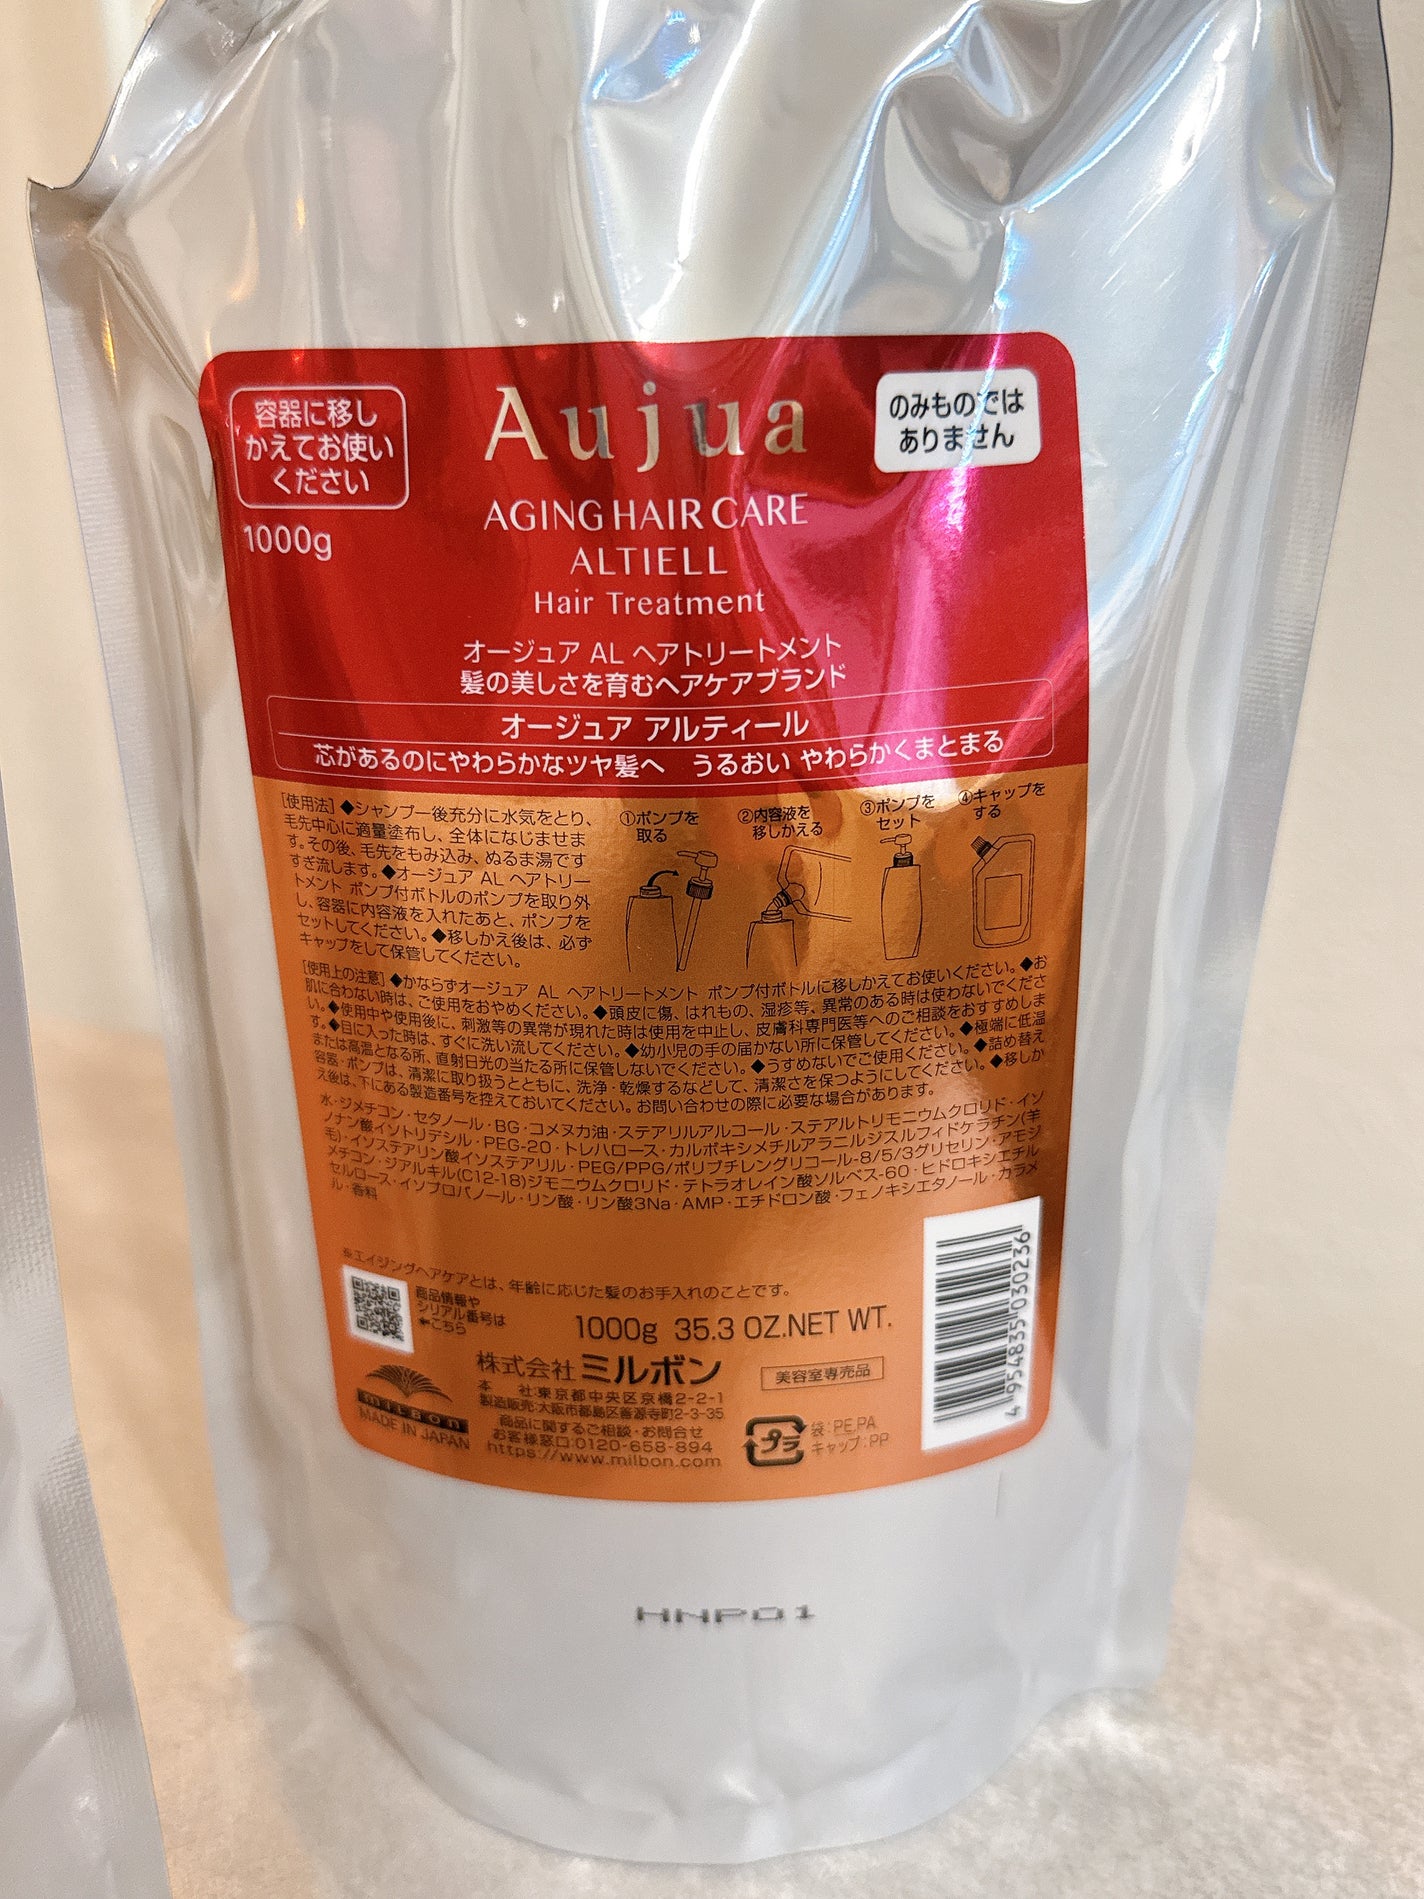 容器に移し
かえてお使い
ください
1000g
Aujua
のみものでは
ありません
AGING HAIR CARE
ALTIELL
Hair Treatment
オージュア AL ヘアトリートメント
髪の美しさを育むヘアケアブランド
オージュア アルティール
芯があるのにやわらかなツヤ髪へ うるおい やわらかくまとまる
[使用法]◆シャンプー後充分に水気をとり、
毛先中心に適量塗布し、全体になじませま
す。その後、毛先をもみ込み、ぬるま湯です
すぎ流します。◆オージュア AL ヘアトリー
トメント ポンプ付ボトルのポンプを取り外
し、容器に内容液を入れたあと、ポンプを
セットしてください。◆移しかえ後は、必ず
キャップをして保管してください。
①ポンプを
取る
②内容液を
移しかえる
③ポンプを
セット
④キャップを
する
[使用上の注意]◆かならずオージュア AL ヘアトリートメント ポンプ付ボトルに移しかえてお使いください。◆お
肌に合わない時は、ご使用をおやめください。◆頭皮に傷、はれもの、湿疹等、異常のある時は使わないでくださ
い。◆使用中や使用後に、刺激等の異常が現れた時は使用を中止し、皮膚科専門医等へのご相談をおすすめしま
す。◆目に入った時は、すぐに洗い流してください。◆幼小児の手の届かない所に保管してください。◆極端に低温
または高温となる所、直射日光の当たる所に保管しないでください。◆うすめないでご使用ください。◆詰め替え
容器・ポンプは、清潔に取り扱うとともに、洗浄・乾燥するなどして、清潔さを保つようにしてください。◆移しか
え後は、下にある製造番号を控えておいてください。お問い合わせの際に必要な場合があります。
水・ジメチコン・セタノール・BG・コメヌカ油・ステアリルアルコール・ステアルトリモニウムクロリド・イソ
ノナン酸イソトリデシル・PEG-20・トレハロース・カルボキシメチルアラニルジスルフィドケラチン(羊
毛)・イソステアリン酸イソステアリル・PEG/PPG/ポリブチレングリコール-8/5/3グリセリン・アモジ
メチコン・ジアルキル(C12-18)ジモニウムクロリド・テトラオレイン酸ソルベス-60・ヒドロキシエチル
セルロース・イソプロパノール・リン酸・リン酸3Na・AMP・エチドロン酸・フェノキシエタノール・カラメ
ル・香料
※エイジングヘアケアとは、年齢に応じた髪のお手入れのことです。
商品情報や
シリアル番号は
←こちら
1000g 35.3 OZ.NET WT.
株式会社 ミルボン
美容室専売品
本 社:東京都中央区京橋2-2-1
製造販売:大阪市都島区善源寺町2-3-35
商品に関するご相談・お問合せ
お客様窓口:0120-658-894
https://www.milbon.com
milbon
MADE IN JAPAN
プラ
袋:PE,PA
キャップ:PP
4954835030236
HNP01